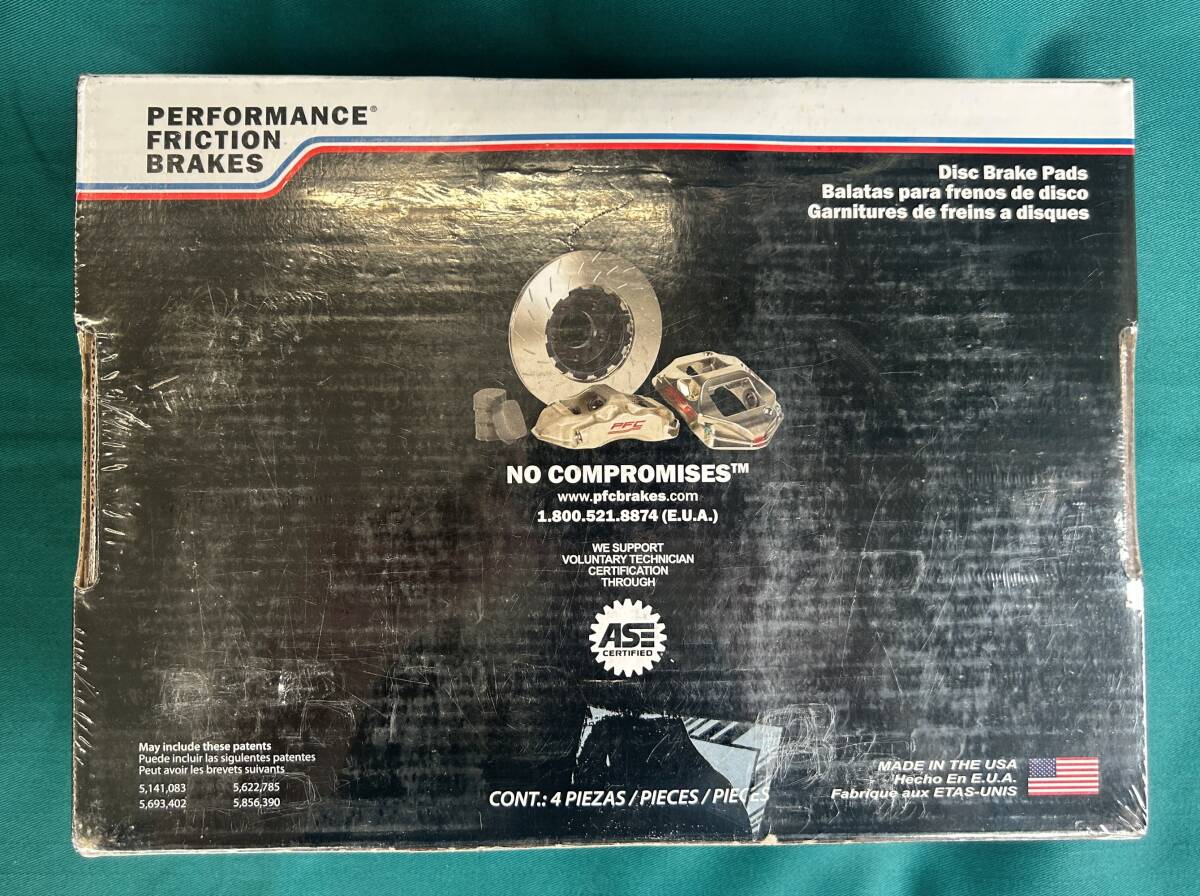 PERFORMANCE®
FRICTION
BRAKES
Disc Brake Pads
Balatas para frenos de disco
Garnitures de freins a disques
PFC
NO COMPROMISES™
www.pfcbrakes.com
1.800.521.8874 (E.U.A.)
WE SUPPORT
VOLUNTARY TECHNICIAN
CERTIFICATION
THROUGH
ASE
CERTIFIED
May include these patents
Puede incluir las siguientes patentes
Peut avoir les brevets suivants
5,141,083 5,622,785
5,693,402 5,856,390
CONT.: 4 PIEZAS / PIECES / PIECES
MADE IN THE USA
Hecho En E.U.A.
Fabrique aux ETAS-UNIS